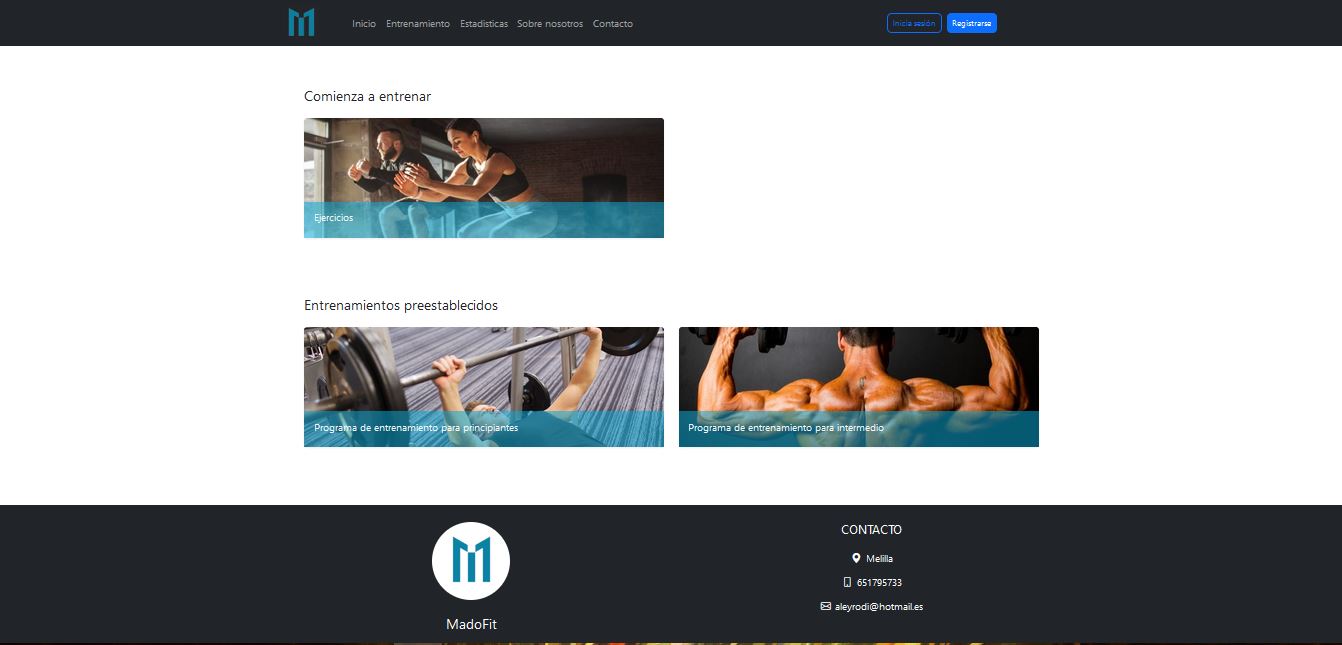 Inicio
Entrenamiento
Estadísticas
Sobre nosotros
Contacto
Inicia sesión
Registrarse
Comienza a entrenar
Ejercicios
Entrenamientos preestablecidos
Programa de entrenamiento para principiantes
Programa de entrenamiento para intermedio
MadoFit
CONTACTO
Melilla
651795733
aleyrodi@hotmail.es